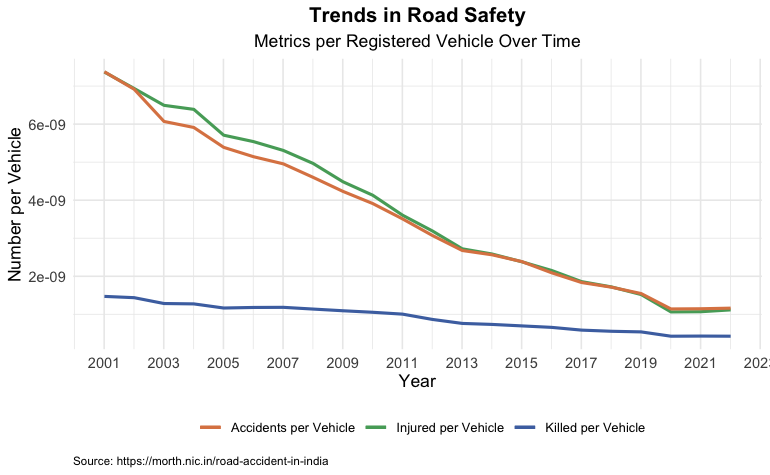 Trends in Road Safety
Metrics per Registered Vehicle Over Time
Number per Vehicle
6e-09
4e-09
2e-09
2001 2003 2005 2007 2009 2011 2013 2015 2017 2019 2021 2023
Year
Accidents per Vehicle Injured per Vehicle Killed per Vehicle
Source: https://morth.nic.in/road-accident-in-india